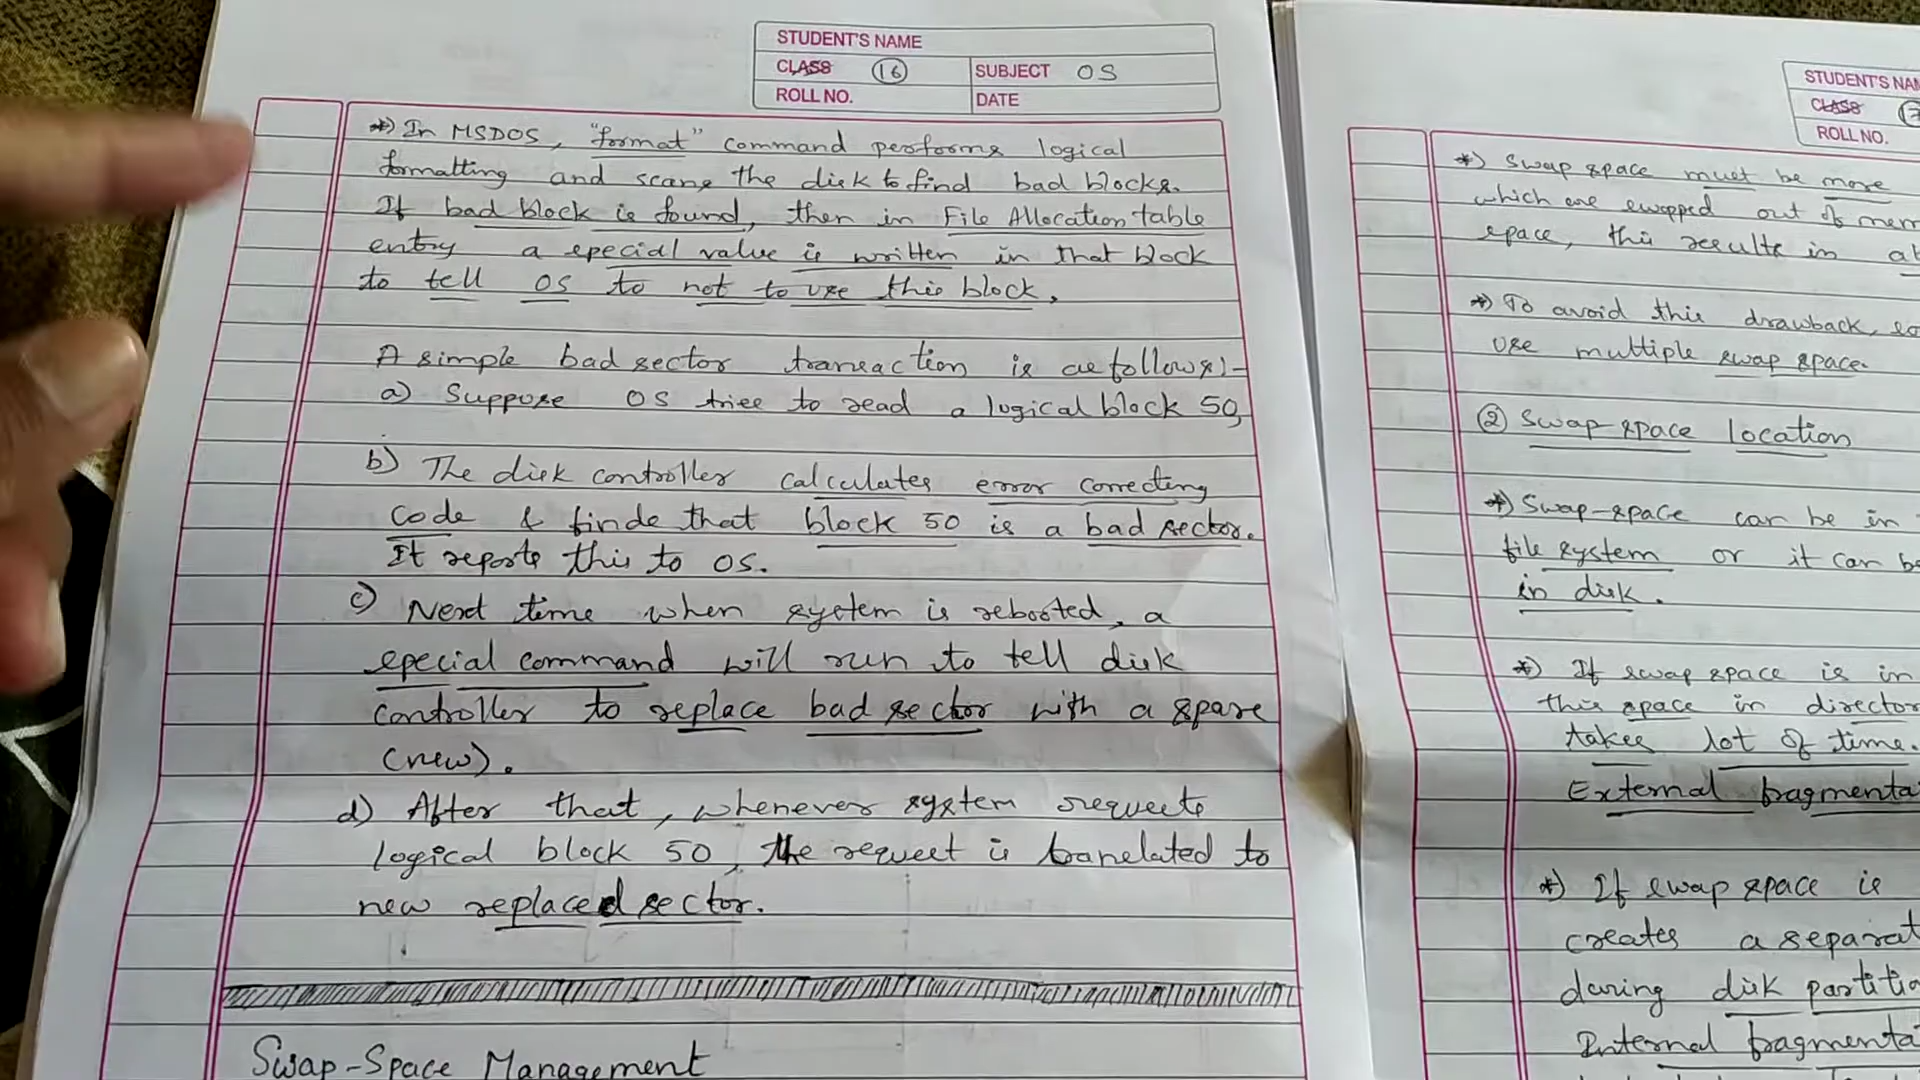 STUDENT'S NAME
CLASS 16 SUBJECT OS
ROLL NO. DATE
*) In MSDOS, "format" command performs logical
formatting and scans the disk to find bad blocks.
If bad block is found, then in File Allocation table
entry a special value is written in that block
to tell OS to not to use this block.
A simple bad sector transaction is as follows:-
a) Suppose OS tries to read a logical block 50,
b) The disk controller calculates error correcting
code & finds that block 50 is a bad sector.
It reports this to OS.
c) Next time when system is rebooted, a
special command will run to tell disk
controller to replace bad sector with a spare
(new).
d) After that, whenever system requests
logical block 50, the request is translated to
new replaced sector.
Swap-Space Management
STUDENT'S NA
CLASS
ROLL NO.
*) Swap space must be more
which are swapped out of mem
space, this results in
*) To avoid this drawback,
use multiple swap space.
② Swap-space location
*) Swap-space can be in
file system or it can be
in disk.
*) If swap space is in
this space in director
takes lot of time.
External fragmenta
*) If swap space is
creates a separat
during disk partitio
Internal fragmenta